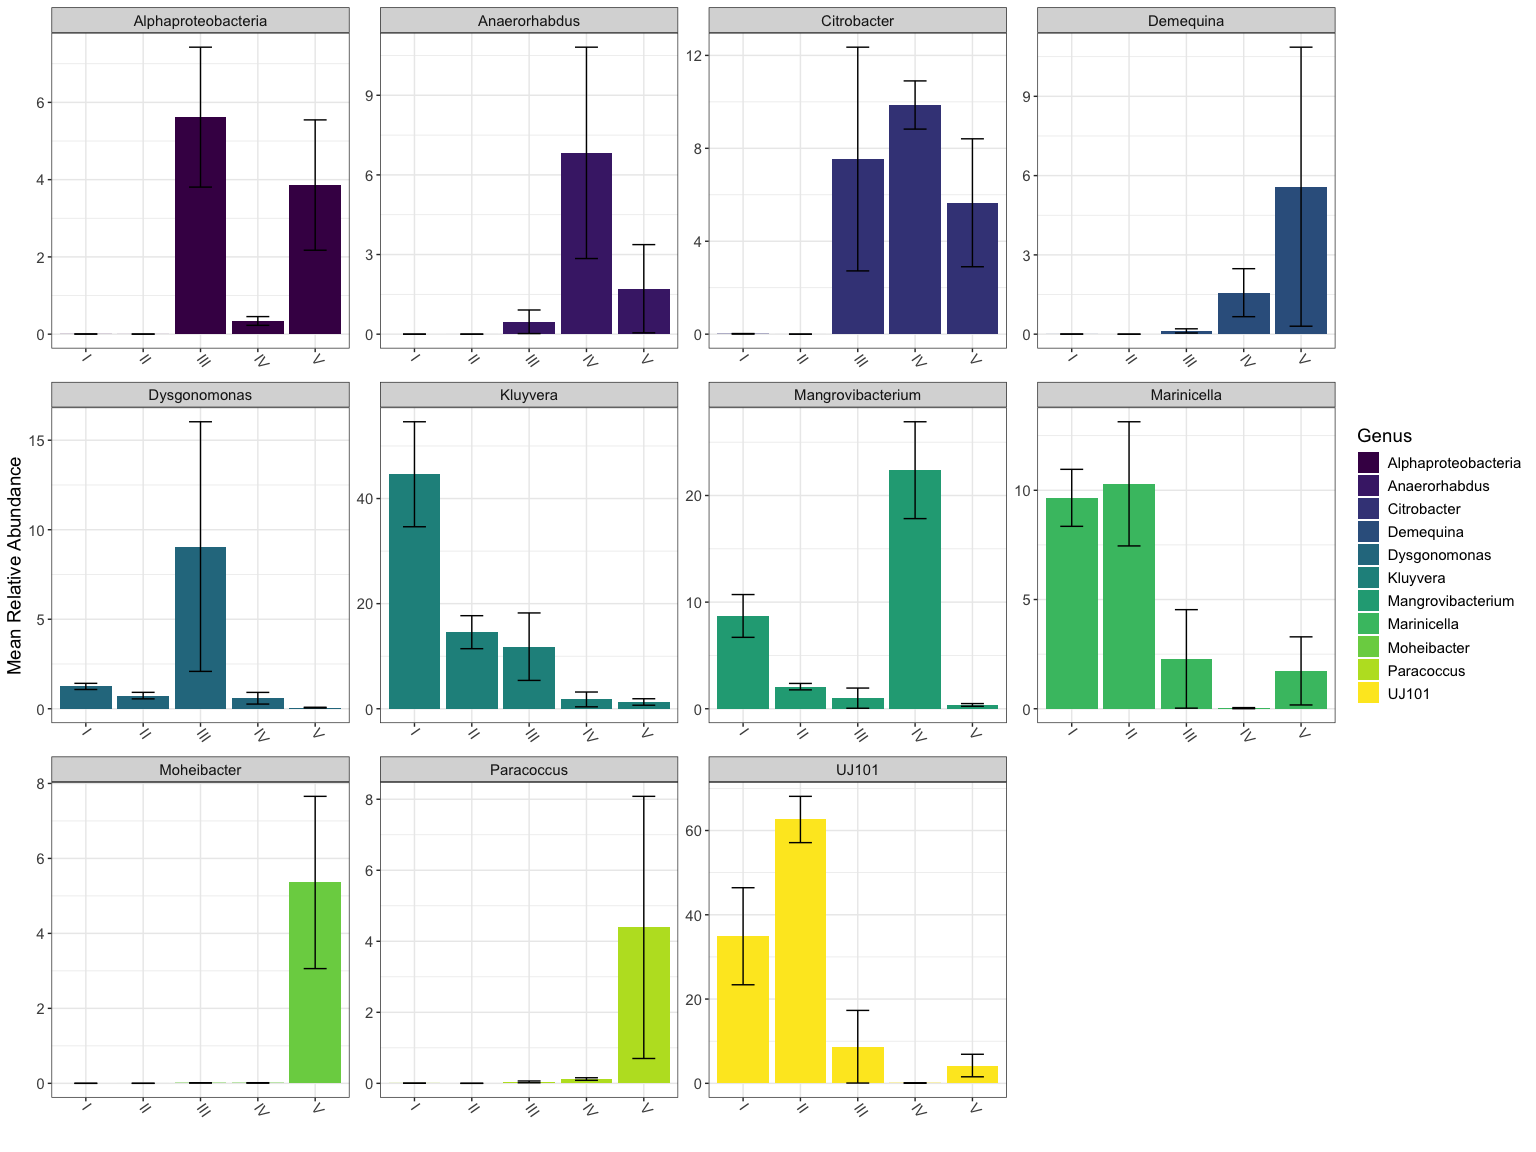 Alphaproteobacteria
Anaerorhabdus
Citrobacter
Demequina
6
4
2
0
9
6
3
0
12
8
4
0
9
6
3
0
I II III IV V
I II III IV V
I II III IV V
I II III IV V
Dysgonomonas
Kluyvera
Mangrovibacterium
Marinicella
Mean Relative Abundance
15
10
5
0
40
20
0
20
10
0
10
5
0
I II III IV V
I II III IV V
I II III IV V
I II III IV V
Moheibacter
Paracoccus
UJ101
8
6
4
2
0
8
6
4
2
0
60
40
20
0
I II III IV V
I II III IV V
I II III IV V
Genus
Alphaproteobacteria
Anaerorhabdus
Citrobacter
Demequina
Dysgonomonas
Kluyvera
Mangrovibacterium
Marinicella
Moheibacter
Paracoccus
UJ101